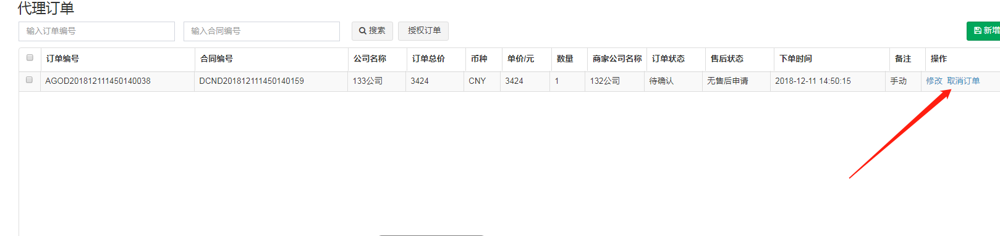 代理订单
输入订单编号 输入合同编号 搜索 授权订单 新增
订单编号 合同编号 公司名称 订单总价 币种 单价/元 数量 商家公司名称 订单状态 售后状态 下单时间 备注 操作
AGOD201812111450140038 DCND201812111450140159 133公司 3424 CNY 3424 1 132公司 待确认 无售后申请 2018-12-11 14:50:15 手动 修改 取消订单